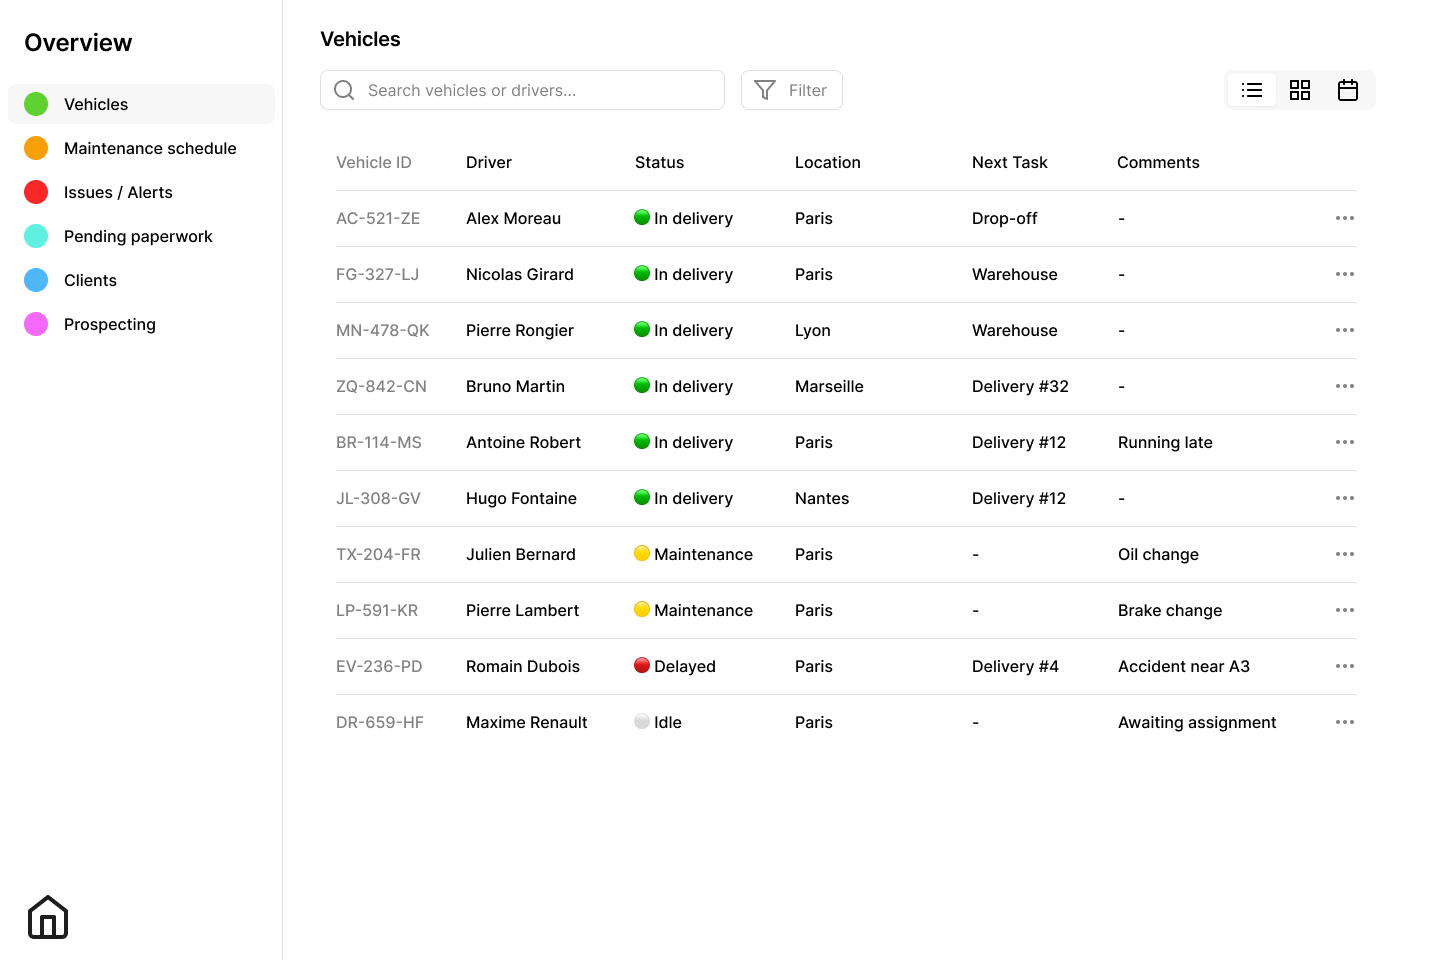 Overview
Vehicles
Maintenance schedule
Issues / Alerts
Pending paperwork
Clients
Prospecting
Vehicles
Search vehicles or drivers...
Filter
Vehicle ID Driver Status Location Next Task Comments
AC-521-ZE Alex Moreau In delivery Paris Drop-off -
FG-327-LJ Nicolas Girard In delivery Paris Warehouse -
MN-478-QK Pierre Rongier In delivery Lyon Warehouse -
ZQ-842-CN Bruno Martin In delivery Marseille Delivery #32 -
BR-114-MS Antoine Robert In delivery Paris Delivery #12 Running late
JL-308-GV Hugo Fontaine In delivery Nantes Delivery #12 -
TX-204-FR Julien Bernard Maintenance Paris - Oil change
LP-591-KR Pierre Lambert Maintenance Paris - Brake change
EV-236-PD Romain Dubois Delayed Paris Delivery #4 Accident near A3
DR-659-HF Maxime Renault Idle Paris - Awaiting assignment